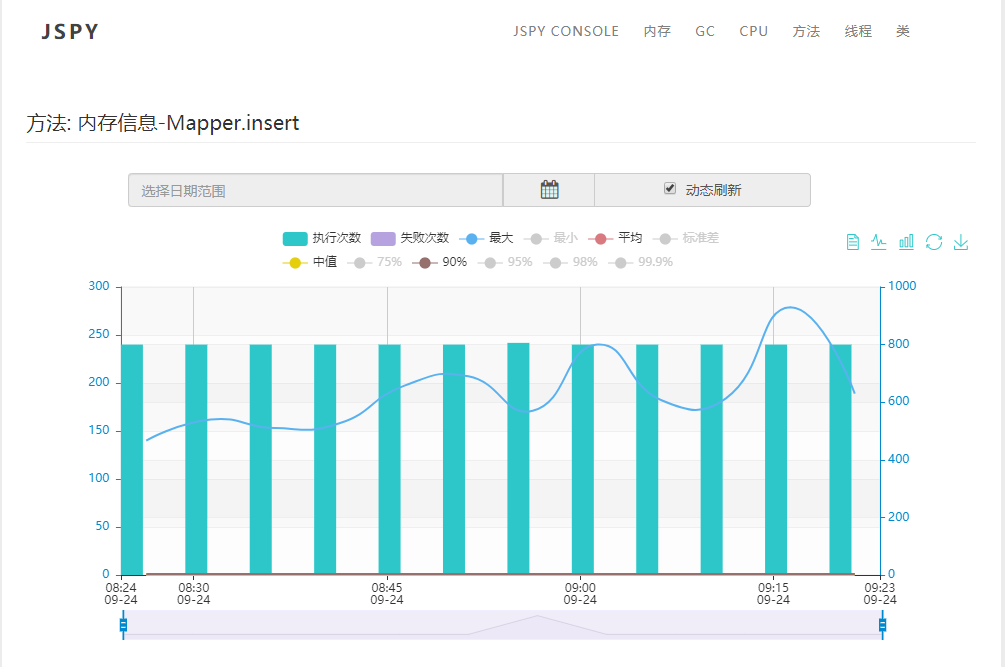 JSPY
JSPY CONSOLE 内存 GC CPU 方法 线程 类
方法: 内存信息-Mapper.insert
选择日期范围 动态刷新
执行次数 失败次数 最大 最小 平均 标准差
中值 75% 90% 95% 98% 99.9%
300 1000
250
800
200
600
150
400
100
200
50
0 0
08:24 08:30 08:45 09:00 09:15 09:23
09-24 09-24 09-24 09-24 09-24 09-24